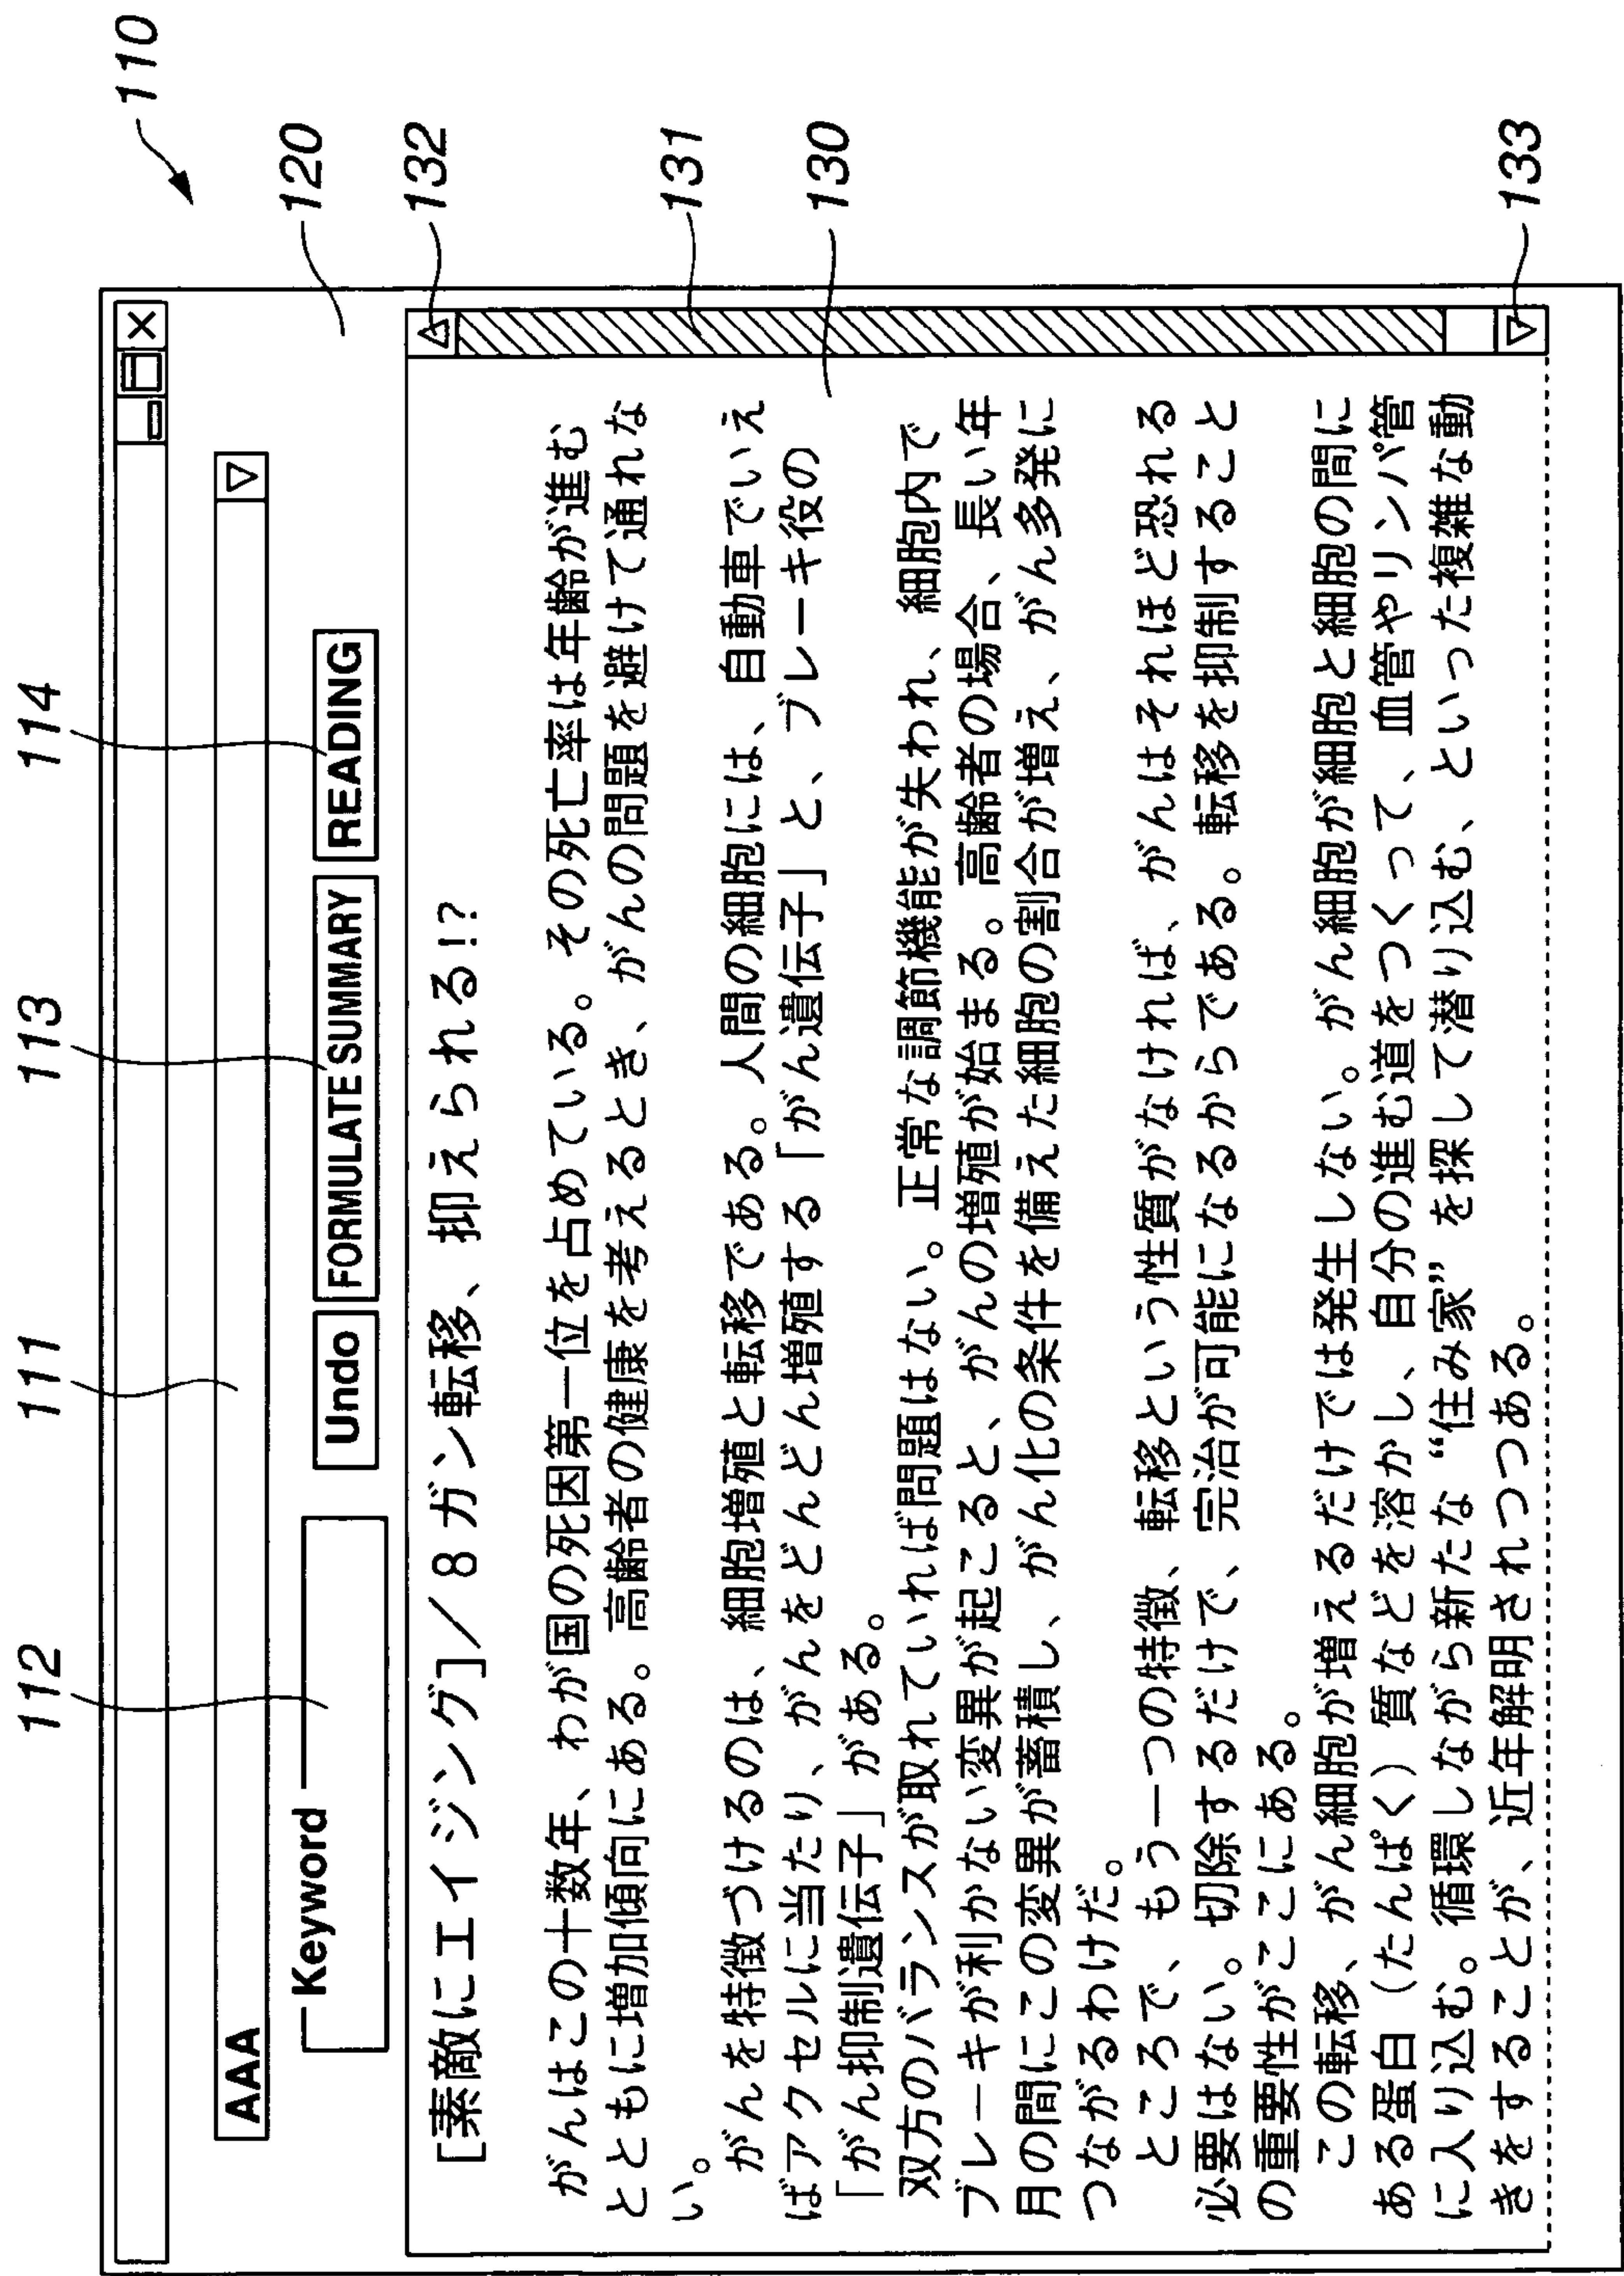 110
114
113
111
112
AAA
120
Keyword
Undo
FORMULATE SUMMARY
READING
132
[素敵にエイジング]／8 ガン転移、抑えられる!?
がんはこの十数年、わが国の死因第一位を占めている。その死亡率は年齢が進む
とともに増加傾向にある。高齢者の健康を考えるとき、がんの問題を避けて通れな
い。
131
がんを特徴づけるのは、細胞増殖と転移である。人間の細胞には、自動車でいえ
ばアクセルに当たり、がんをどんどん増殖する「がん遺伝子」と、ブレーキ役の
「がん抑制遺伝子」がある。
130
双方のバランスが取れていれば問題はない。正常な調節機能が失われ、細胞内で
ブレーキが利かない変異が起こると、がんの増殖が始まる。高齢者の場合、長い年
月の間にこの変異が蓄積し、がん化の条件を備えた細胞の割合が増え、がん多発に
つながるわけだ。
ところで、もう一つの特徴、転移という性質がなければ、がんはそれほど恐れる
必要はない。切除するだけで、完治が可能になるからである。転移を抑制すること
の重要性がここにある。
この転移、がん細胞が増えるだけでは発生しない。がん細胞が細胞と細胞の間に
ある蛋白（たんぱく）質などを溶かし、自分の進む道をつくって、血管やリンパ管
に入り込む。循環しながら新たな“住み家”を探して潜り込む、といった複雑な動
きをすることが、近年解明されつつある。
133